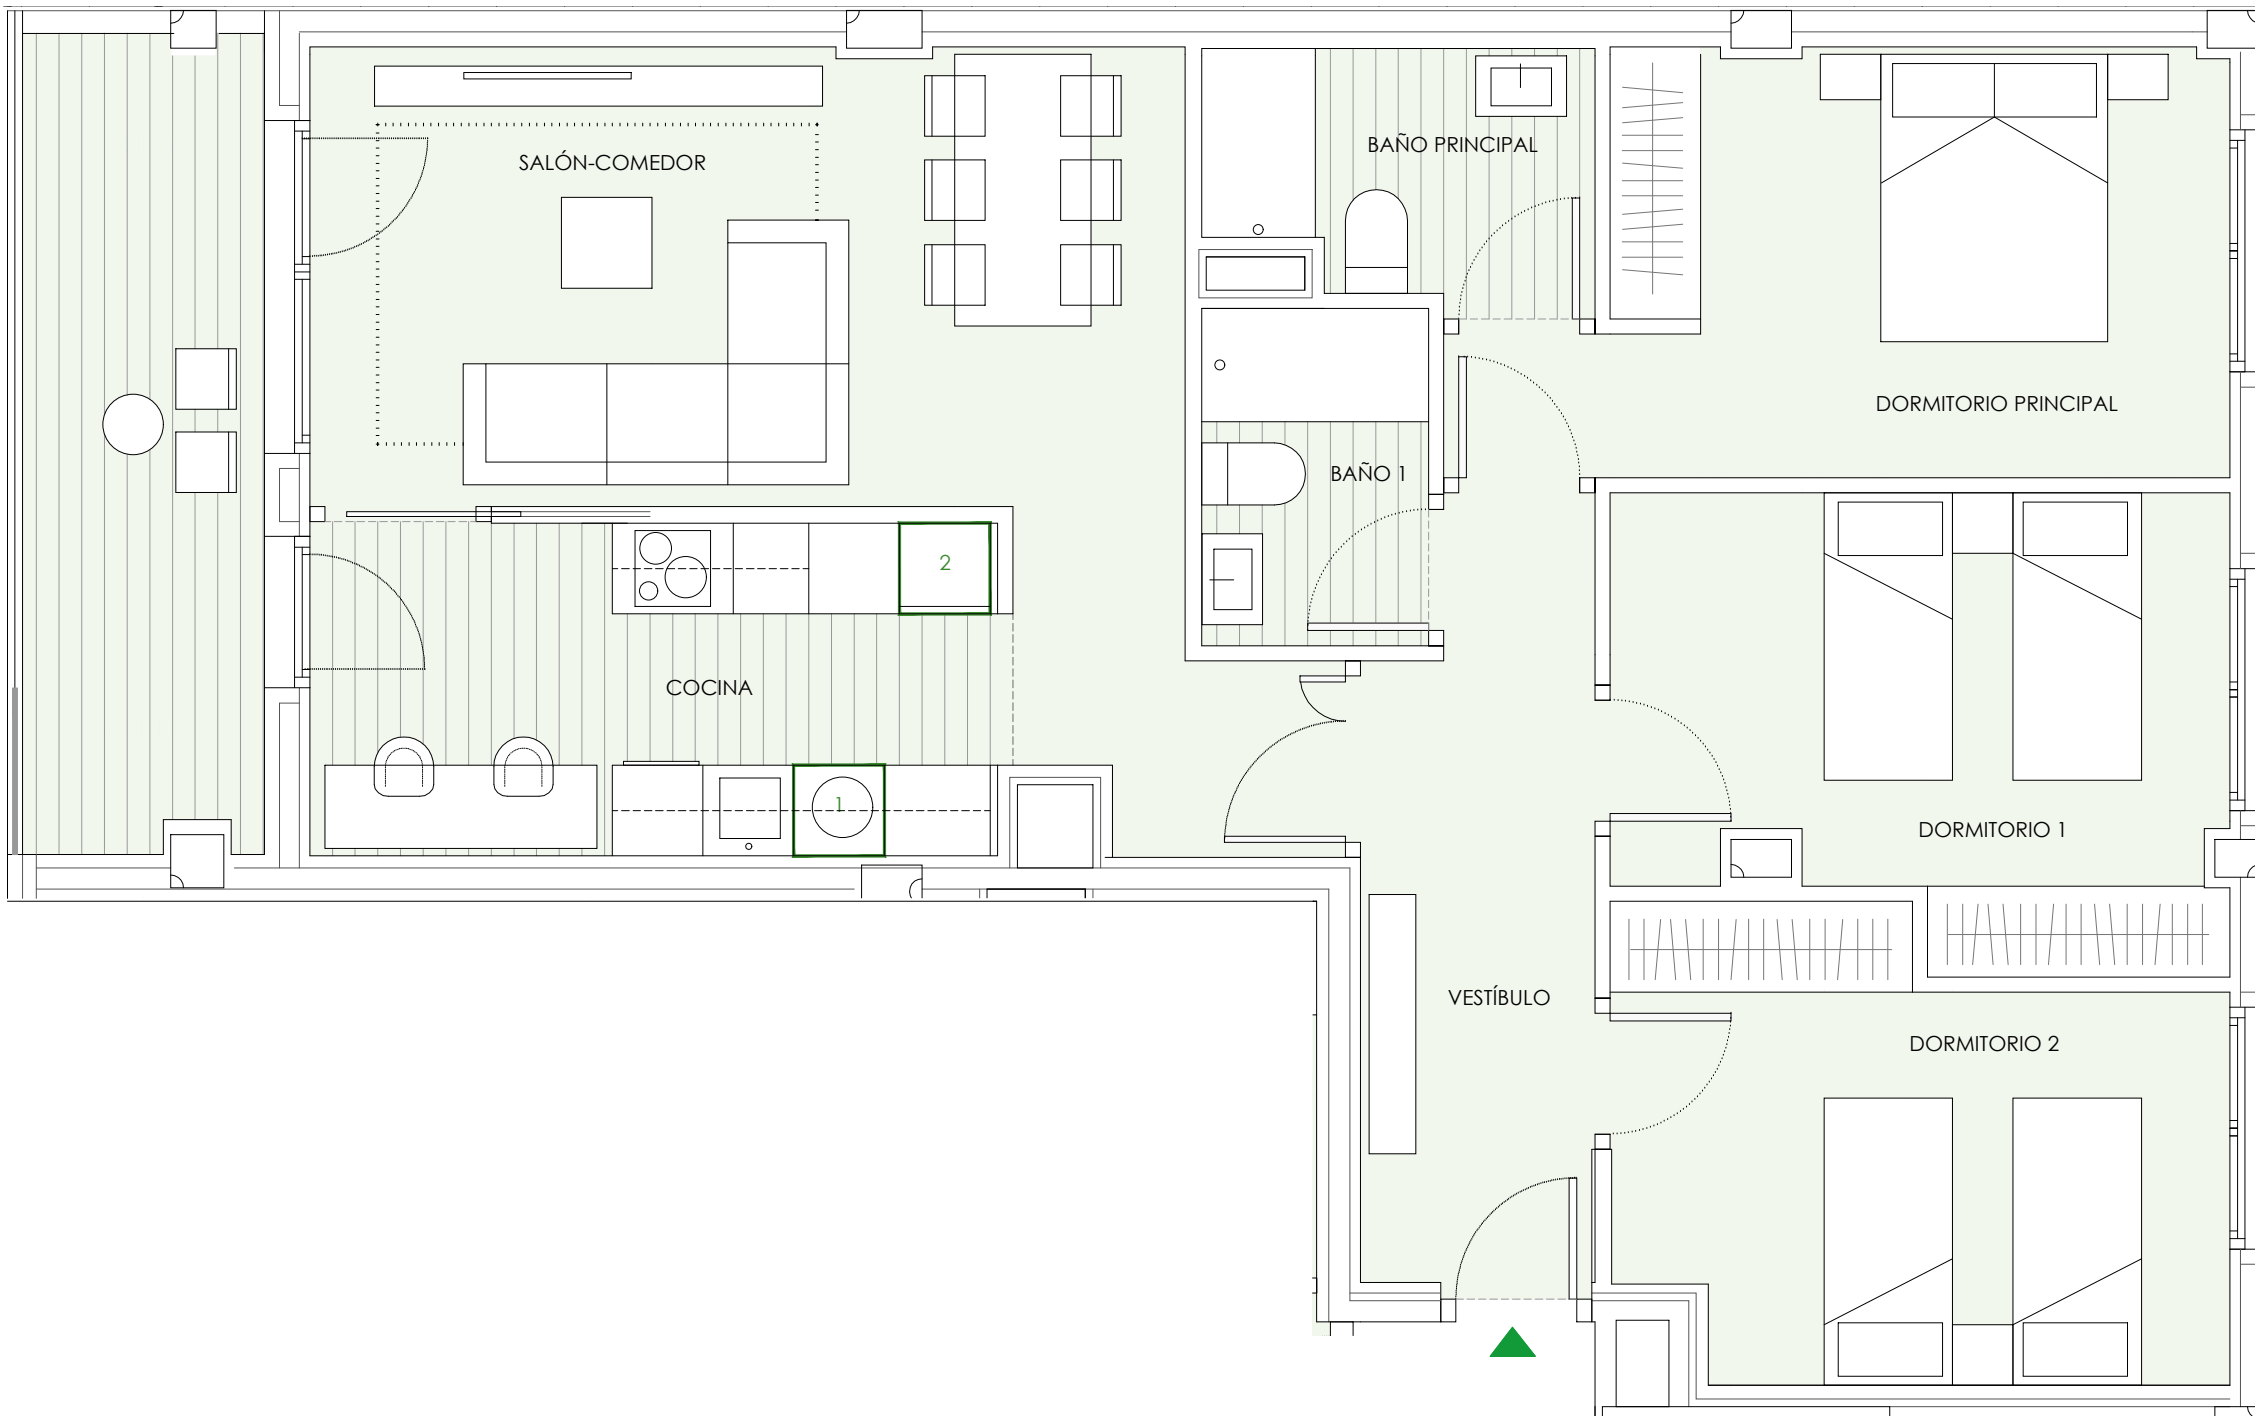 BAÑO PRINCIPAL
SALÓN-COMEDOR
DORMITORIO PRINCIPAL
BAÑO 1
2
COCINA
1
DORMITORIO 1
VESTÍBULO
DORMITORIO 2